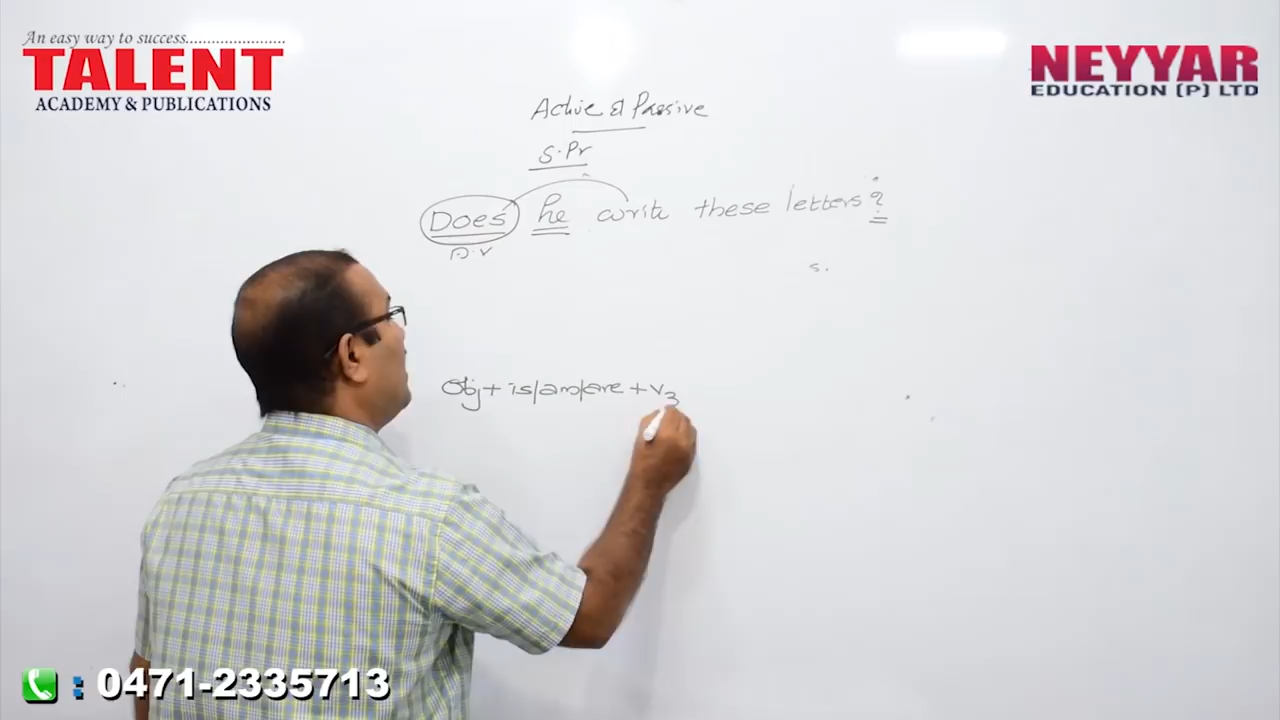 An easy way to success........................
TALENT
ACADEMY & PUBLICATIONS
NEYYAR
EDUCATION (P) LTD
Active & Passive
S.Pr
Does he write these letters?
A.V
S.
Obj + is/am/are + V3
: 0471-2335713